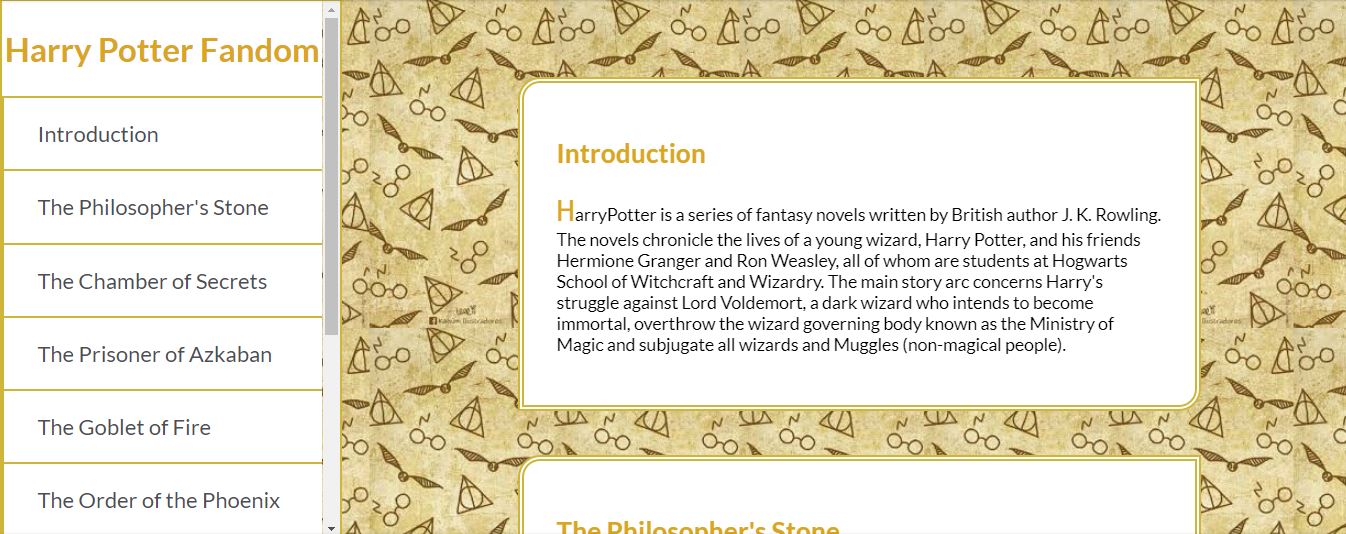 Harry Potter Fandom
Introduction
The Philosopher's Stone
The Chamber of Secrets
The Prisoner of Azkaban
The Goblet of Fire
The Order of the Phoenix
Introduction
HarryPotter is a series of fantasy novels written by British author J. K. Rowling.
The novels chronicle the lives of a young wizard, Harry Potter, and his friends
Hermione Granger and Ron Weasley, all of whom are students at Hogwarts
School of Witchcraft and Wizardry. The main story arc concerns Harry's
struggle against Lord Voldemort, a dark wizard who intends to become
immortal, overthrow the wizard governing body known as the Ministry of
Magic and subjugate all wizards and Muggles (non-magical people).
The Philosopher's Stone